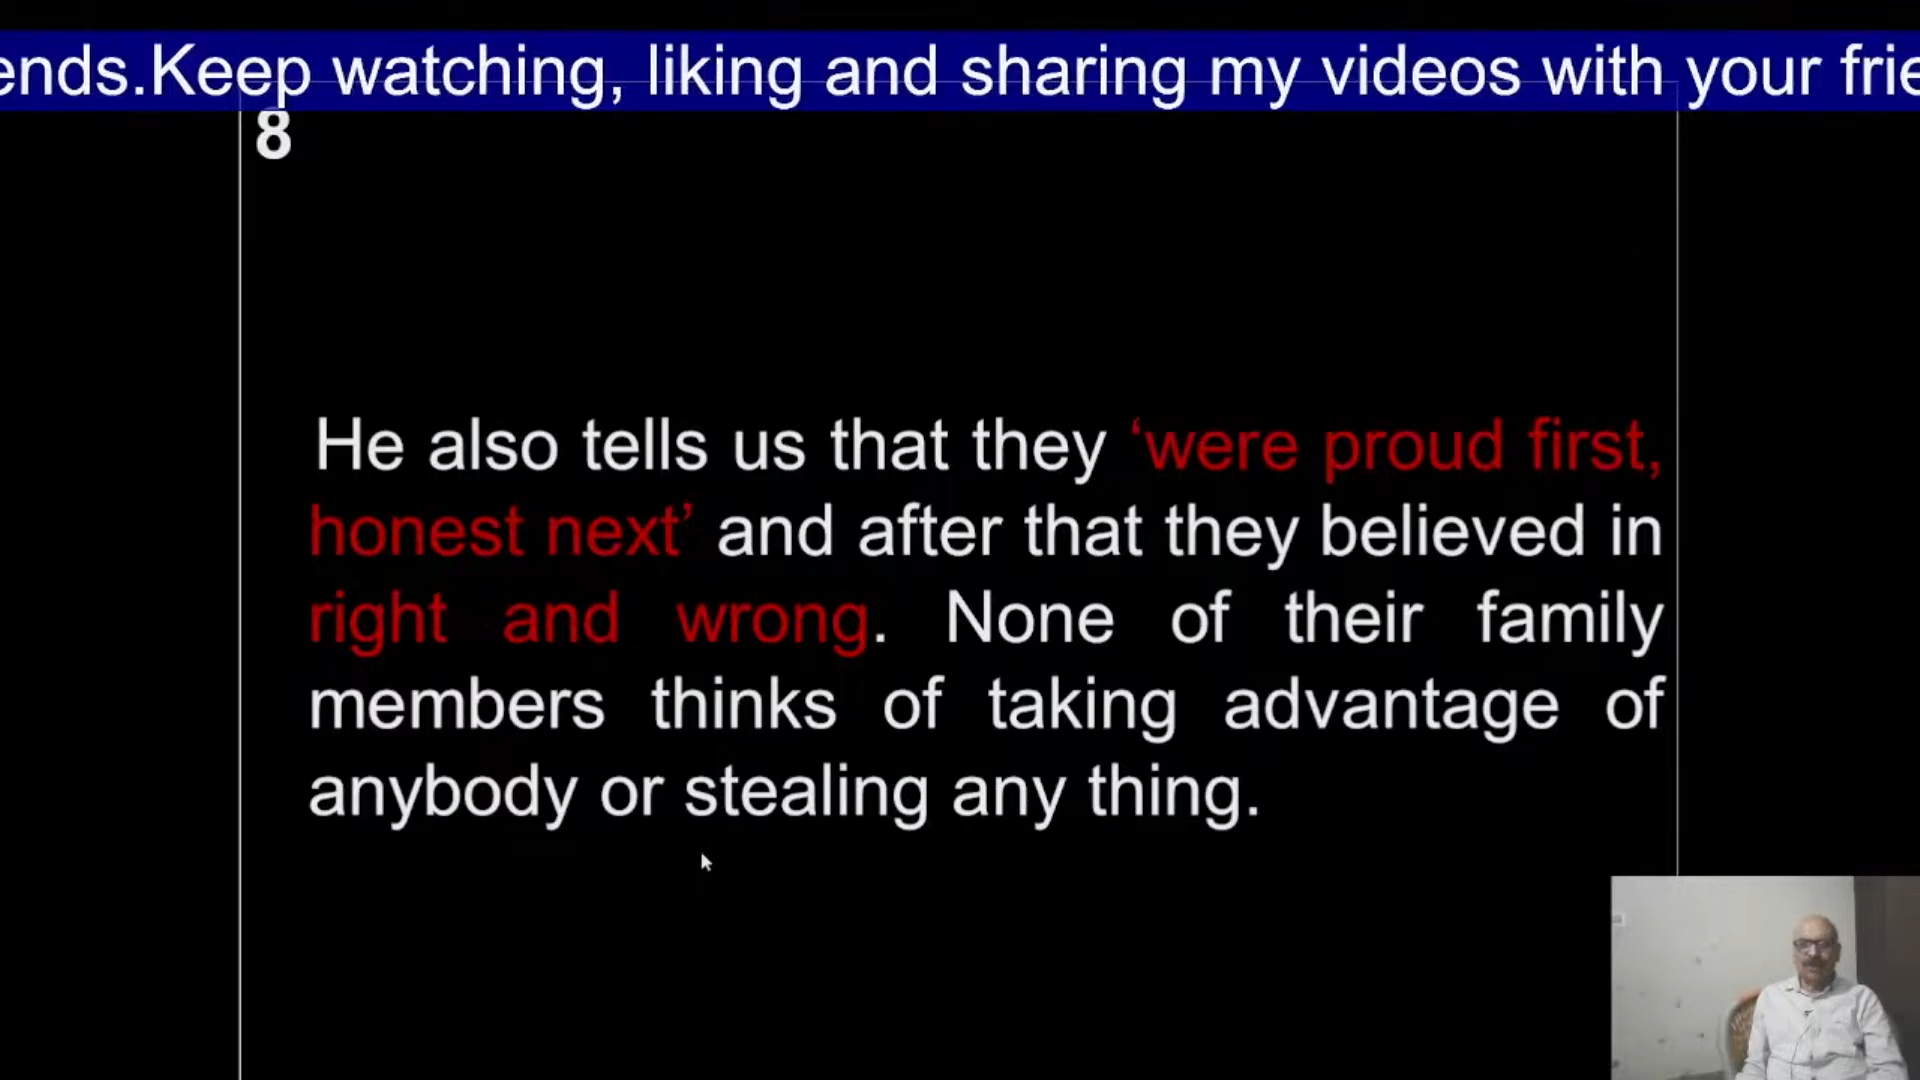 ends.Keep watching, liking and sharing my videos with your frie
8
He also tells us that they ‘were proud first,
honest next’ and after that they believed in
right and wrong. None of their family
members thinks of taking advantage of
anybody or stealing any thing.